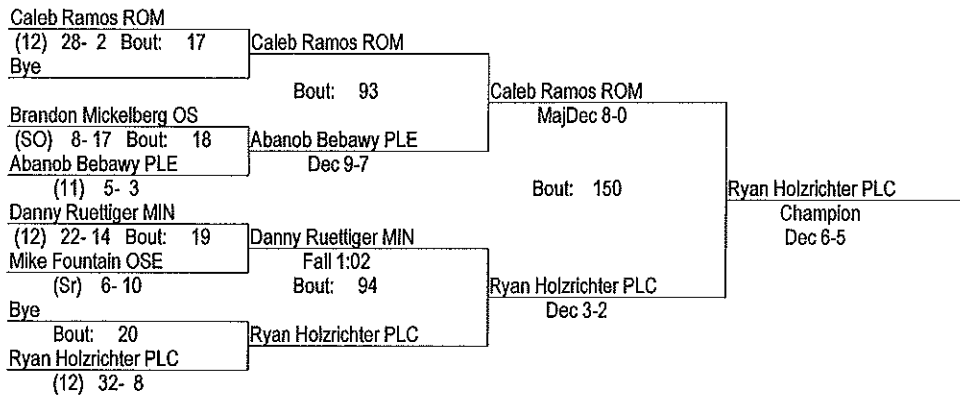 Caleb Ramos ROM
(12) 28- 2 Bout: 17
Bye
Caleb Ramos ROM
Bout: 93
Brandon Mickelberg OS
(SO) 8- 17 Bout: 18
Abanob Bebawy PLE
(11) 5- 3
Abanob Bebawy PLE
Dec 9-7
Caleb Ramos ROM
MajDec 8-0
Bout: 150
Danny Ruettiger MIN
(12) 22- 14 Bout: 19
Mike Fountain OSE
(Sr) 6- 10
Danny Ruettiger MIN
Fall 1:02
Bout: 94
Bye
Bout: 20
Ryan Holzrichter PLC
(12) 32- 8
Ryan Holzrichter PLC
Ryan Holzrichter PLC
Dec 3-2
Ryan Holzrichter PLC
Champion
Dec 6-5